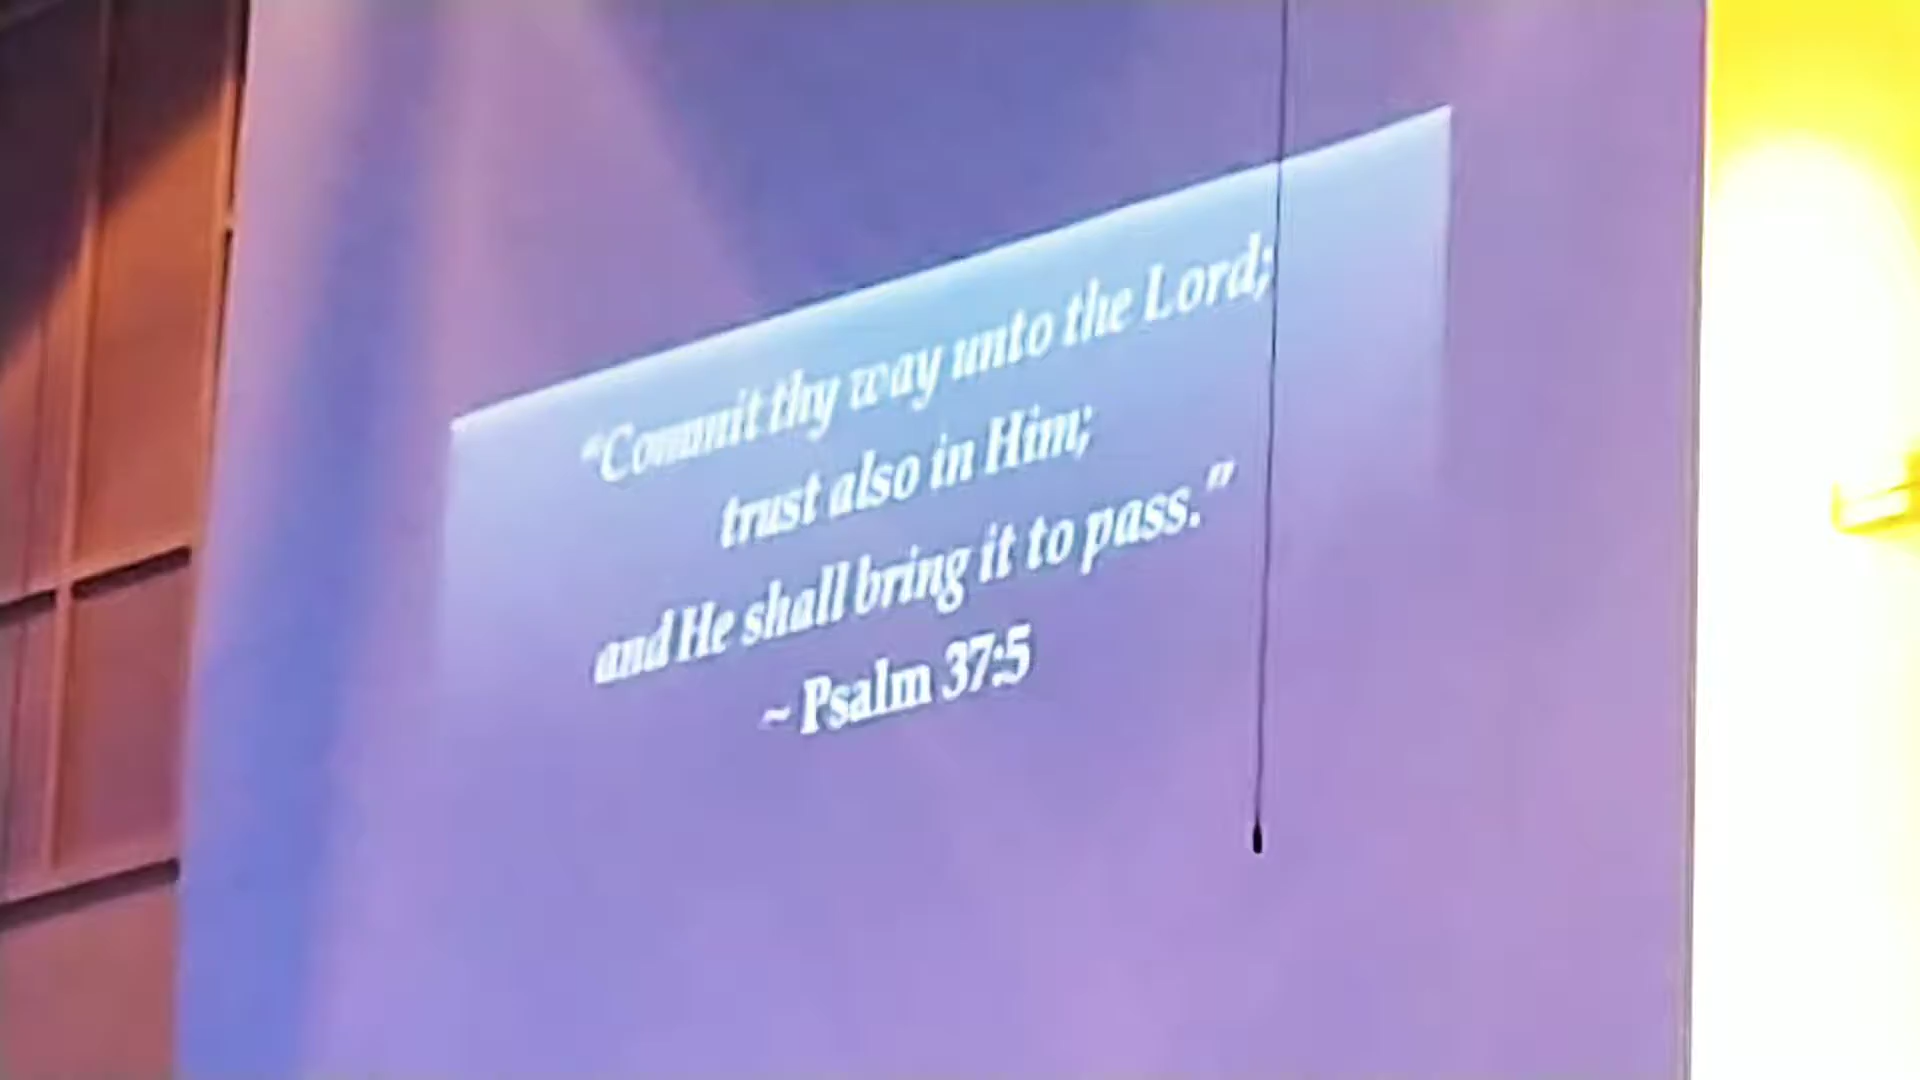 “Commit thy way unto the Lord;
trust also in Him;
and He shall bring it to pass.”
~ Psalm 37:5